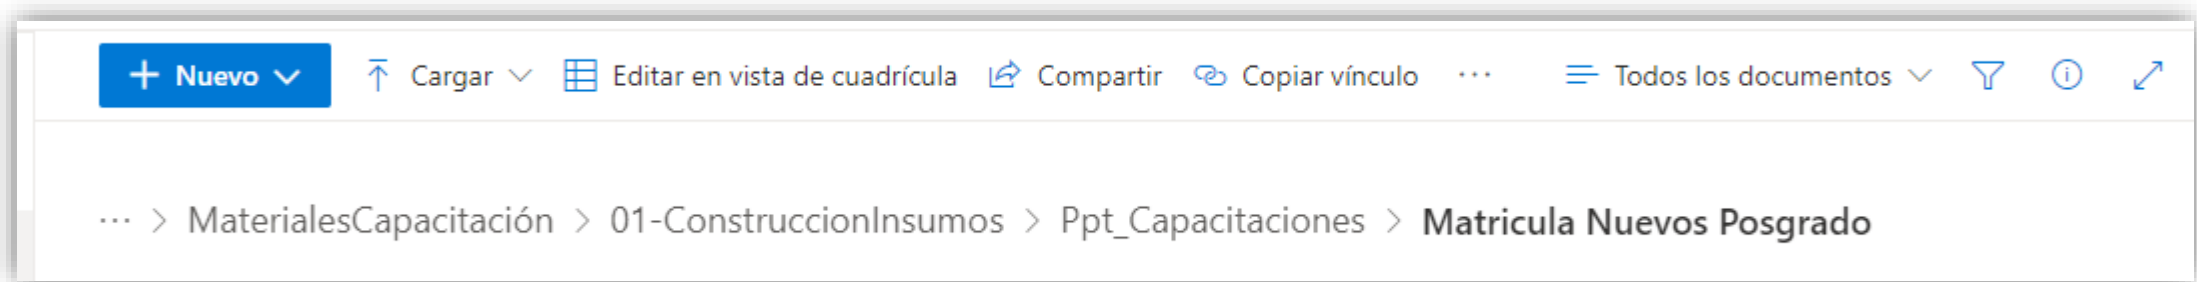 + Nuevo Cargar Editar en vista de cuadrícula Compartir Copiar vínculo ··· Todos los documentos
··· > MaterialesCapacitación > 01-ConstruccionInsumos > Ppt_Capacitaciones > Matricula Nuevos Posgrado